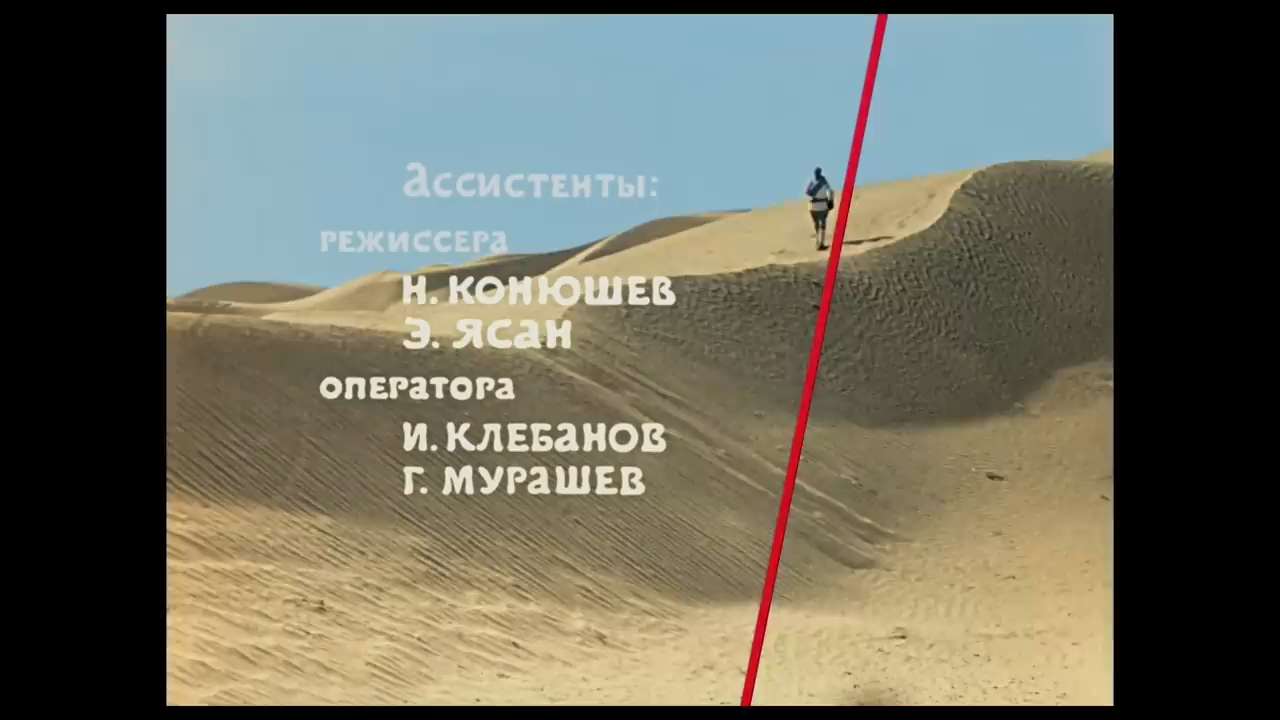 Ассистенты:
РЕЖИССЕРА
Н. КОНЮШЕВ
Э. ЯСАН
ОПЕРАТОРА
И. КЛЕБАНОВ
Г. МУРАШЕВ